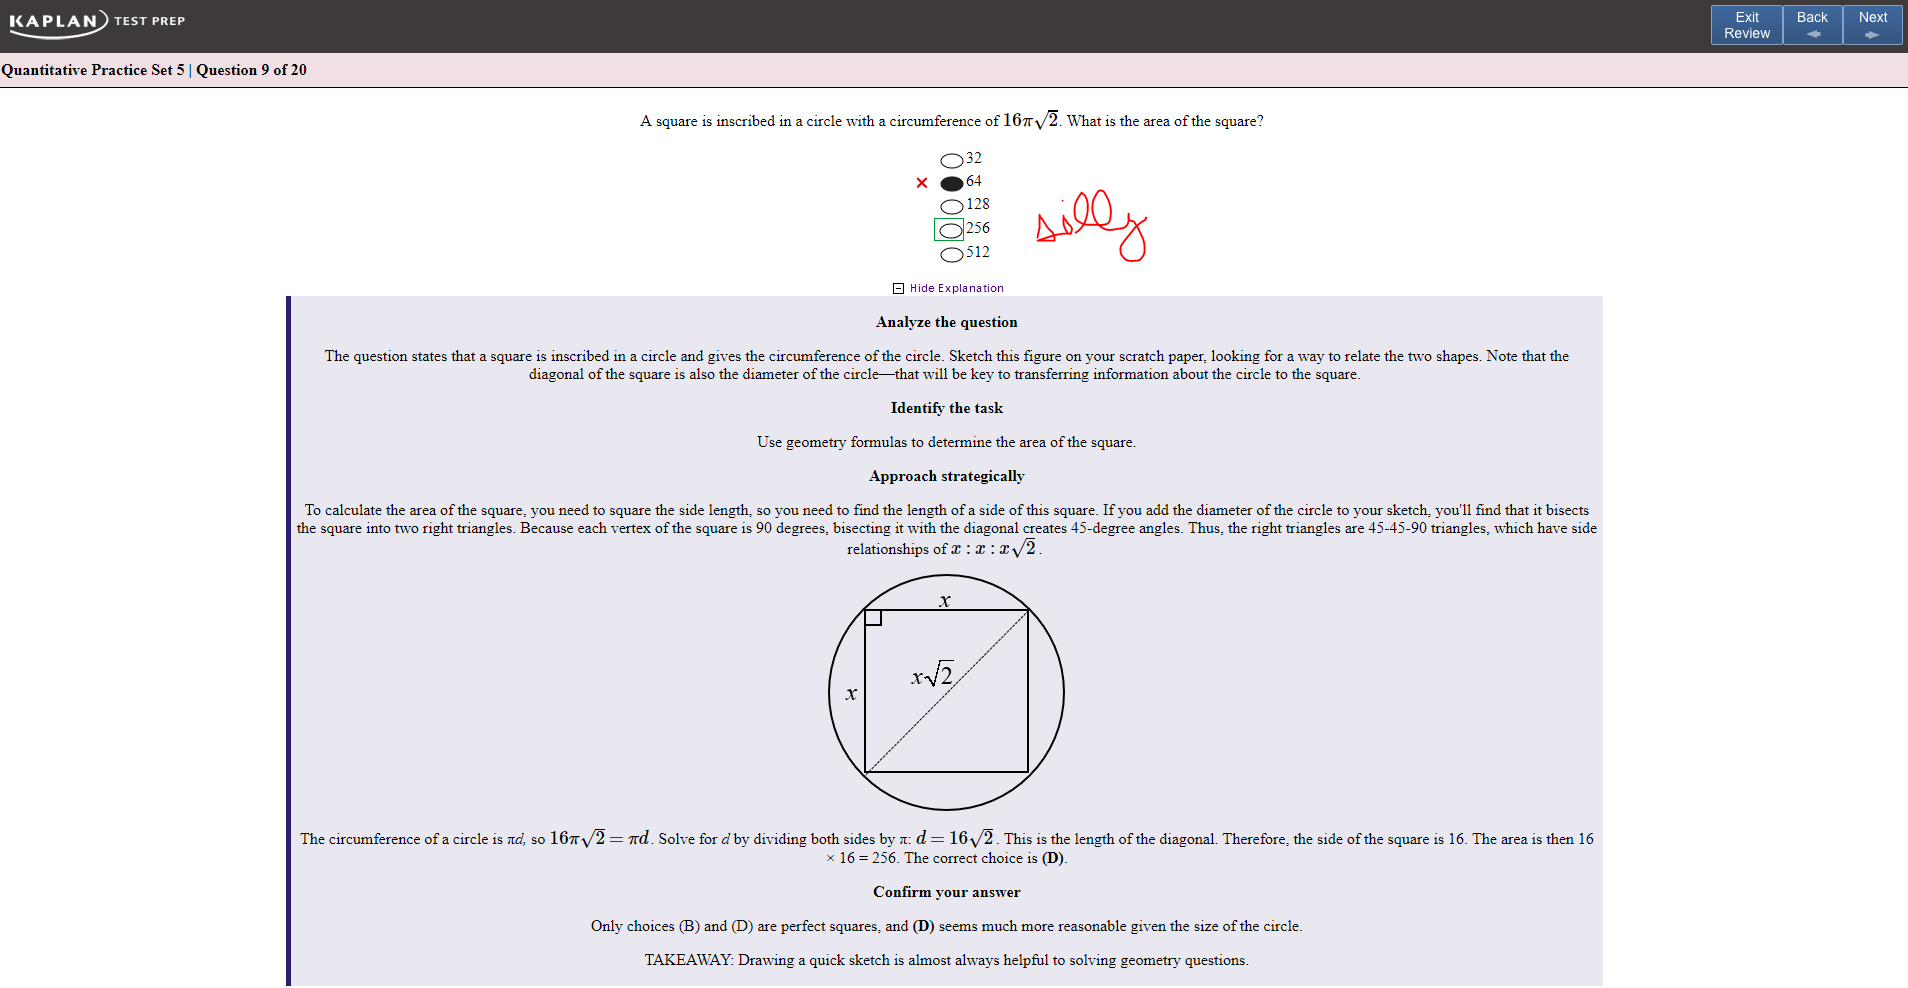 KAPLAN TEST PREP
Exit Review
Back
Next
Quantitative Practice Set 5 | Question 9 of 20
A square is inscribed in a circle with a circumference of 16π√2. What is the area of the square?
32
64
128
256
512
silly
Hide Explanation
Analyze the question
The question states that a square is inscribed in a circle and gives the circumference of the circle. Sketch this figure on your scratch paper, looking for a way to relate the two shapes. Note that the
diagonal of the square is also the diameter of the circle—that will be key to transferring information about the circle to the square.
Identify the task
Use geometry formulas to determine the area of the square.
Approach strategically
To calculate the area of the square, you need to square the side length, so you need to find the length of a side of this square. If you add the diameter of the circle to your sketch, you'll find that it bisects
the square into two right triangles. Because each vertex of the square is 90 degrees, bisecting it with the diagonal creates 45-degree angles. Thus, the right triangles are 45-45-90 triangles, which have side
relationships of x : x : x√2.
x
x√2
x
The circumference of a circle is πd, so 16π√2 = πd. Solve for d by dividing both sides by π: d = 16√2. This is the length of the diagonal. Therefore, the side of the square is 16. The area is then 16
× 16 = 256. The correct choice is (D).
Confirm your answer
Only choices (B) and (D) are perfect squares, and (D) seems much more reasonable given the size of the circle.
TAKEAWAY: Drawing a quick sketch is almost always helpful to solving geometry questions.